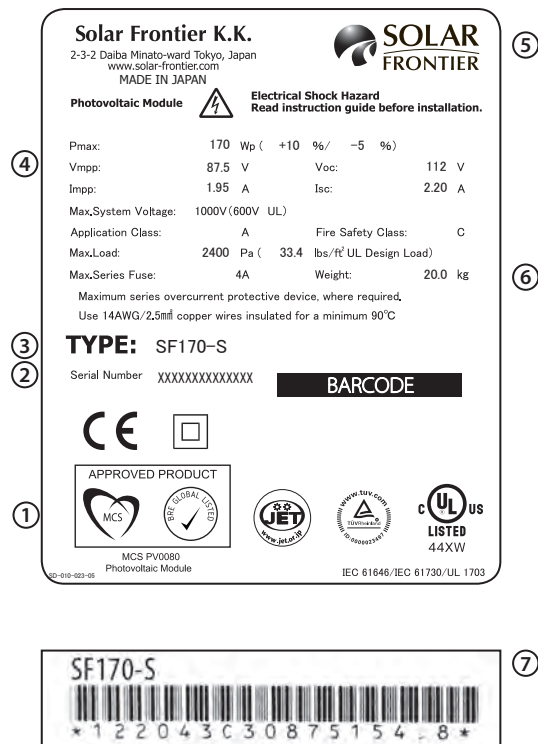 Solar Frontier K.K.
2-3-2 Daiba Minato-ward Tokyo, Japan
www.solar-frontier.com
MADE IN JAPAN
SOLAR
FRONTIER
⑤
Photovoltaic Module
Electrical Shock Hazard
Read instruction guide before installation.
④
Pmax: 170 Wp ( +10 %/ -5 %)
Vmpp: 87.5 V Voc: 112 V
Impp: 1.95 A Isc: 2.20 A
Max.System Voltage: 1000V(600V UL)
Application Class: A Fire Safety Class: C
Max.Load: 2400 Pa ( 33.4 lbs/ft² UL Design Load)
Max.Series Fuse: 4A Weight: 20.0 kg
⑥
Maximum series overcurrent protective device, where required.
Use 14AWG/2.5㎟ copper wires insulated for a minimum 90℃
③
TYPE: SF170-S
②
Serial Number XXXXXXXXXXXXXX
BARCODE
CE
①
APPROVED PRODUCT
MCS
BRE GLOBAL LISTED
MCS PV0080
Photovoltaic Module
JET
www.jet.or.jp
www.tuv.com
TÜVRheinland
ID:0000023487
C UL US
LISTED
44XW
SD-010-023-05
IEC 61646/IEC 61730/UL 1703
⑦
SF170-S
*122043C30875154.8*